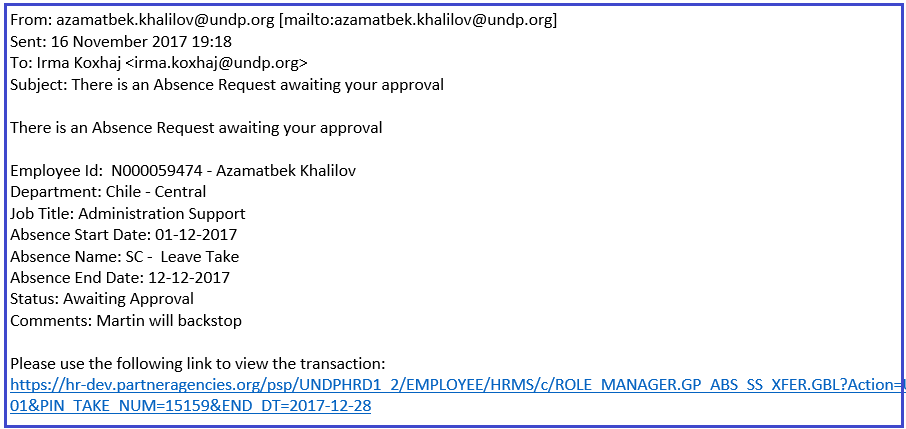 From: azamatbek.khalilov@undp.org [mailto:azamatbek.khalilov@undp.org]
Sent: 16 November 2017 19:18
To: Irma Koxhaj <irma.koxhaj@undp.org>
Subject: There is an Absence Request awaiting your approval
There is an Absence Request awaiting your approval
Employee Id:  N000059474 - Azamatbek Khalilov
Department: Chile - Central
Job Title: Administration Support
Absence Start Date: 01-12-2017
Absence Name: SC -  Leave Take
Absence End Date: 12-12-2017
Status: Awaiting Approval
Comments: Martin will backstop
Please use the following link to view the transaction:
https://hr-dev.partneragencies.org/psp/UNDPHRD1_2/EMPLOYEE/HRMS/c/ROLE_MANAGER.GP_ABS_SS_XFER.GBL?Action=
01&PIN_TAKE_NUM=15159&END_DT=2017-12-28